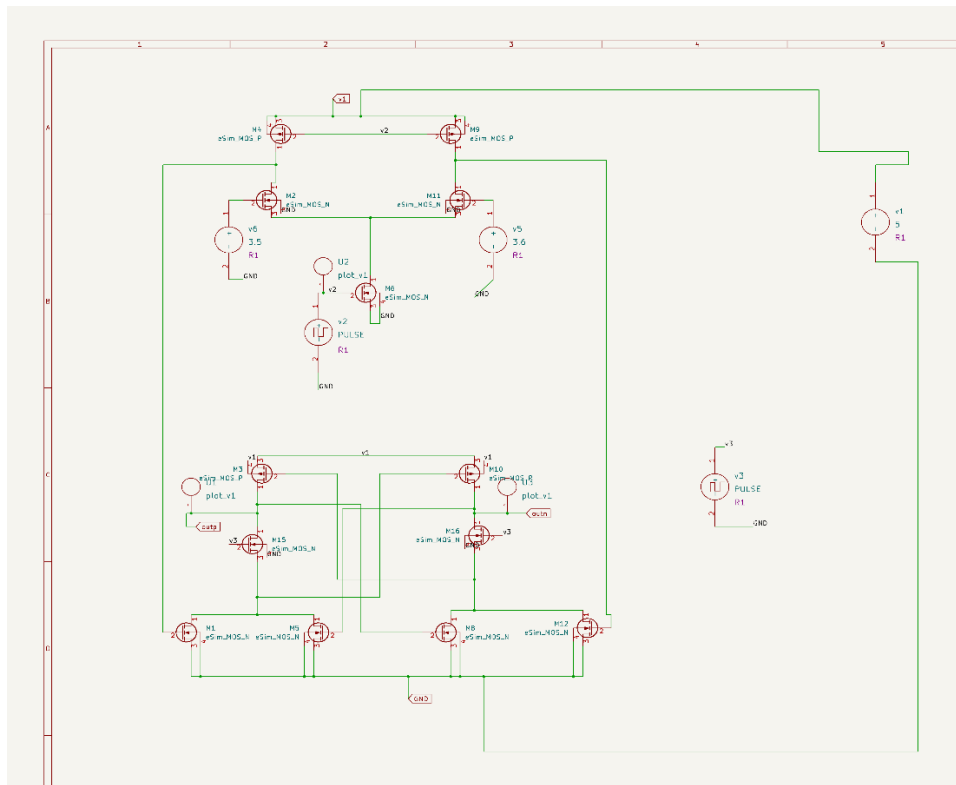 1 2 3 4 5
A
B
C
D
v1
M4
eSim_MOS_P
v2
M9
eSim_MOS_P
M2
eSim_MOS_N
GND
M11
eSim_MOS_N
GND
v6
3.5
R1
GND
v5
3.6
R1
GND
v1
5
R1
U2
plot_v1
v2
M6
eSim_MOS_N
GND
v2
PULSE
R1
GND
v1
v1
v1
M3
eSim_MOS_P
M10
eSim_MOS_P
U1
plot_v1
U3
plot_v1
outp
outn
v3
M15
eSim_MOS_N
GND
M16
eSim_MOS_N
GND
v3
v3
v3
PULSE
R1
GND
M1
eSim_MOS_N
M5
eSim_MOS_N
M8
eSim_MOS_N
M12
eSim_MOS_N
GND